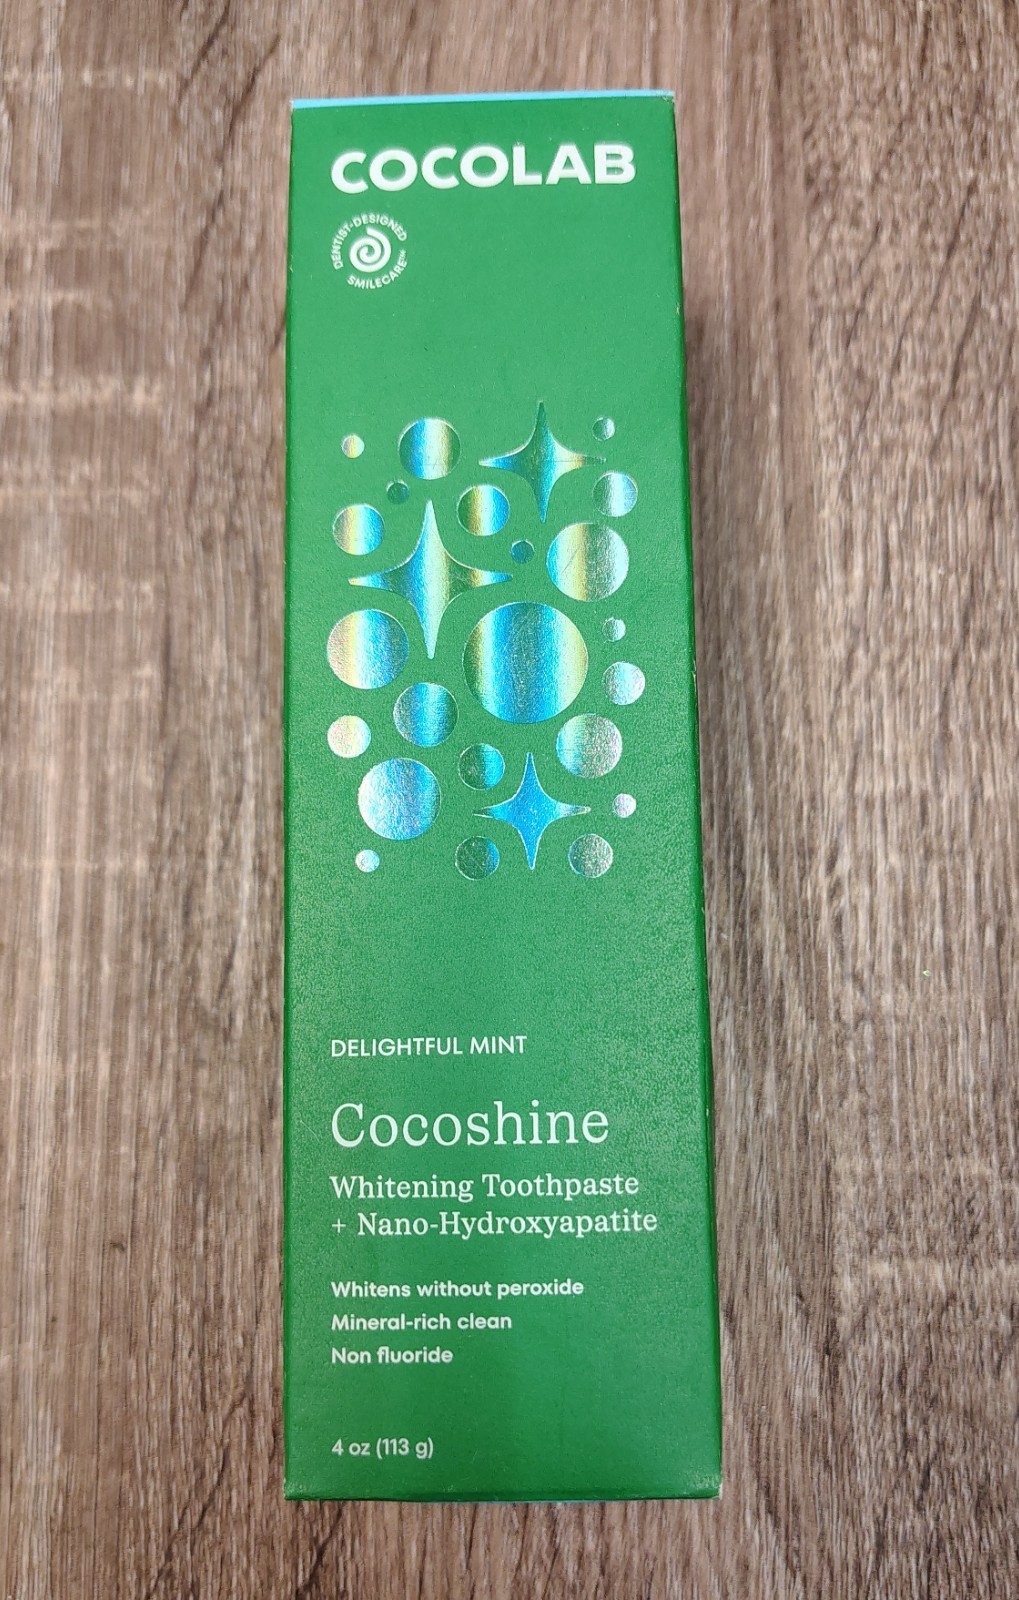 COCOLAB
DENTIST-DESIGNED
SMILECARE™
DELIGHTFUL MINT
Cocoshine
Whitening Toothpaste
+ Nano-Hydroxyapatite
Whitens without peroxide
Mineral-rich clean
Non fluoride
4 oz (113 g)